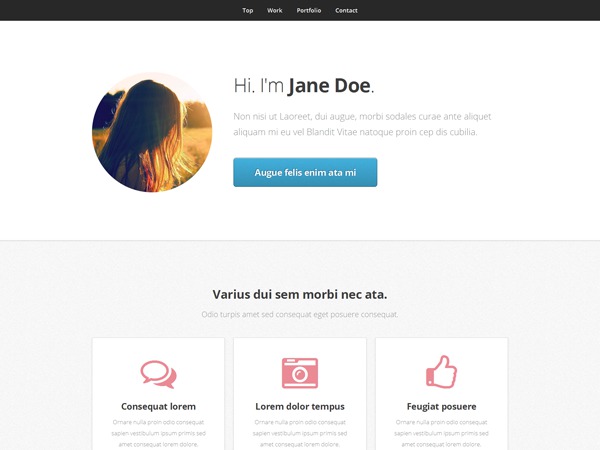 Top Work Portfolio Contact
Hi. I'm Jane Doe.
Non nisi ut Laoreet, dui augue, morbi sodales curae ante aliquet
aliquam mi eu vel Blandit Vitae natoque proin cep dis cubilia.
Augue felis enim ata mi
Varius dui sem morbi nec ata.
Odio turpis amet sed consequat eget posuere consequat.
Consequat lorem
Ornare nulla proin odio consequat
sapien vestibulum ipsum primis sed
amet consequat lorem dolore.
Lorem dolor tempus
Ornare nulla proin odio consequat
sapien vestibulum ipsum primis sed
amet consequat lorem dolore.
Feugiat posuere
Ornare nulla proin odio consequat
sapien vestibulum ipsum primis sed
amet consequat lorem dolore.